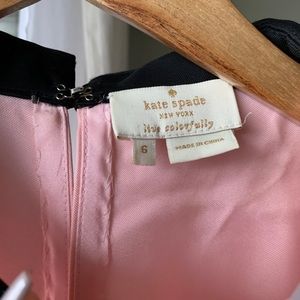 kate spade
NEW YORK
live colorfully
6
MADE IN CHINA